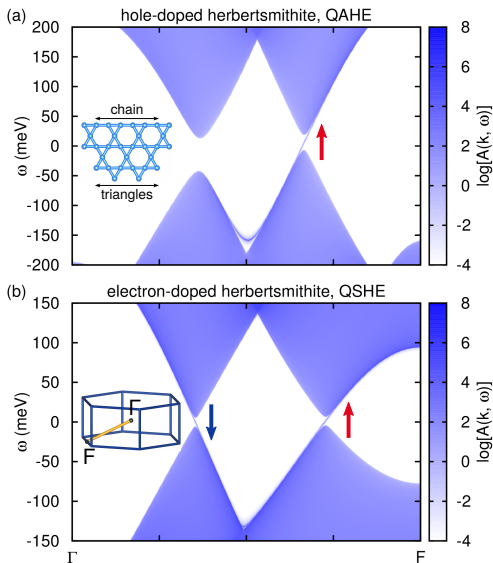 (a) hole-doped herbertsmithite, QAHE
200
150
100
50
0
-50
-100
-150
-200
ω (meV)
chain
triangles
8
6
4
2
0
-2
-4
log[A(k, ω)]
(b) electron-doped herbertsmithite, QSHE
150
100
50
0
-50
-100
-150
ω (meV)
Γ
F
8
6
4
2
0
-2
-4
log[A(k, ω)]
Γ
F